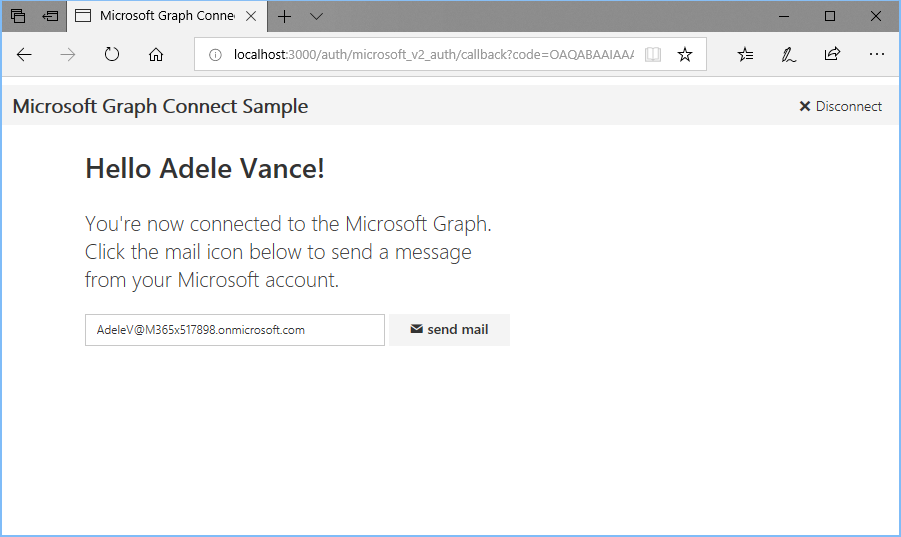 Microsoft Graph Conne
localhost:3000/auth/microsoft_v2_auth/callback?code=OAQABAAIAAA
Microsoft Graph Connect Sample
Disconnect
Hello Adele Vance!
You're now connected to the Microsoft Graph.
Click the mail icon below to send a message
from your Microsoft account.
AdeleV@M365x517898.onmicrosoft.com
send mail